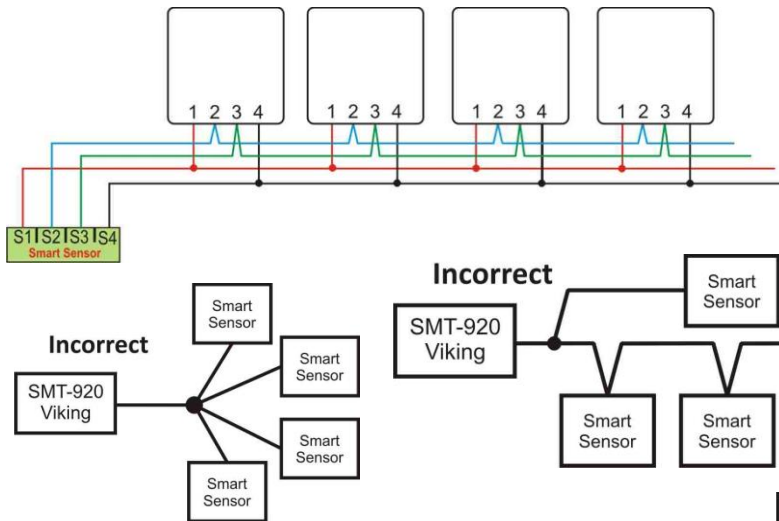 1 2 3 4
1 2 3 4
1 2 3 4
1 2 3 4
S1 S2 S3 S4
Smart Sensor
Incorrect
SMT-920
Viking
Smart
Sensor
Smart
Sensor
Smart
Sensor
Smart
Sensor
Incorrect
SMT-920
Viking
Smart
Sensor
Smart
Sensor
Smart
Sensor